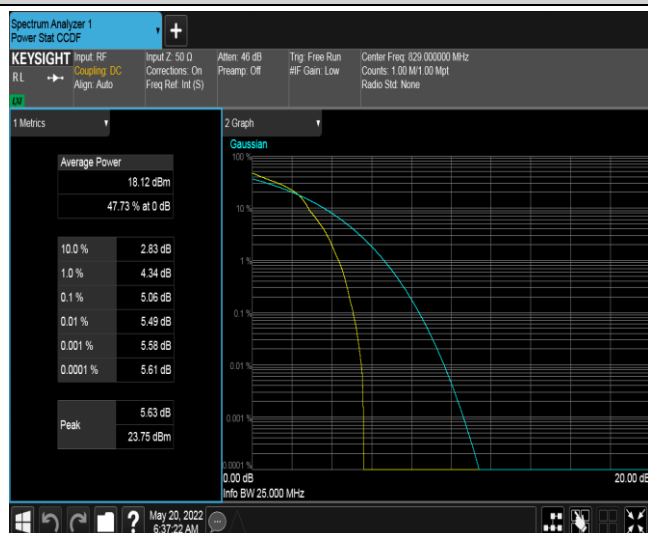 Spectrum Analyzer 1
Power Stat CCDF
+
KEYSIGHT
RL
LXI
Input: RF
Coupling: DC
Align: Auto
Input Z: 50 Ω
Corrections: On
Freq Ref: Int (S)
Atten: 46 dB
Preamp: Off
Trig: Free Run
#IF Gain: Low
Center Freq: 829.000000 MHz
Counts: 1.00 M/1.00 Mpt
Radio Std: None
1 Metrics
Average Power
18.12 dBm
47.73 % at 0 dB
10.0 % 2.83 dB
1.0 % 4.34 dB
0.1 % 5.06 dB
0.01 % 5.49 dB
0.001 % 5.58 dB
0.0001 % 5.61 dB
Peak
5.63 dB
23.75 dBm
2 Graph
Gaussian
100 %
10 %
1 %
0.1 %
0.01 %
0.001 %
0.0001 %
0.00 dB
20.00 dB
Info BW 25.000 MHz
?
May 20, 2022
6:37:22 AM